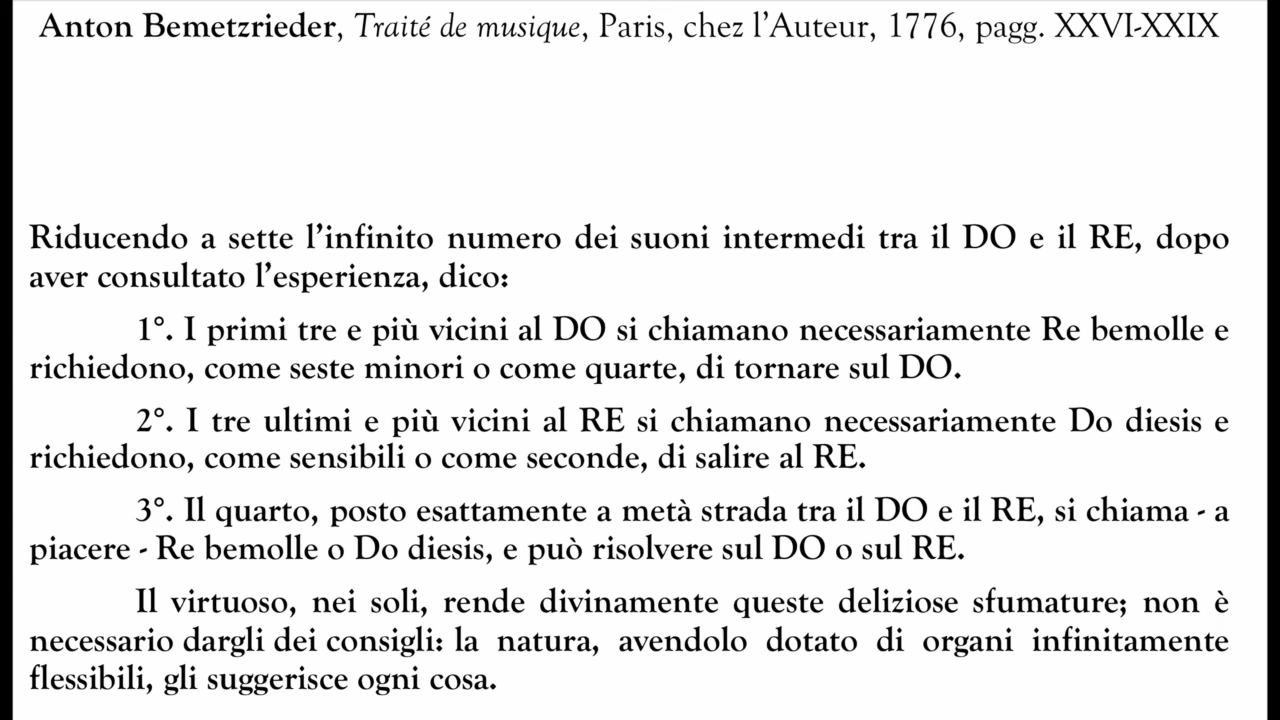 Anton Bemetzrieder, Traité de musique, Paris, chez l'Auteur, 1776, pagg. XXVI-XXIX
Riducendo a sette l'infinito numero dei suoni intermedi tra il DO e il RE, dopo
aver consultato l'esperienza, dico:
1°. I primi tre e più vicini al DO si chiamano necessariamente Re bemolle e
richiedono, come seste minori o come quarte, di tornare sul DO.
2°. I tre ultimi e più vicini al RE si chiamano necessariamente Do diesis e
richiedono, come sensibili o come seconde, di salire al RE.
3°. Il quarto, posto esattamente a metà strada tra il DO e il RE, si chiama - a
piacere - Re bemolle o Do diesis, e può risolvere sul DO o sul RE.
Il virtuoso, nei soli, rende divinamente queste deliziose sfumature; non è
necessario dargli dei consigli: la natura, avendolo dotato di organi infinitamente
flessibili, gli suggerisce ogni cosa.